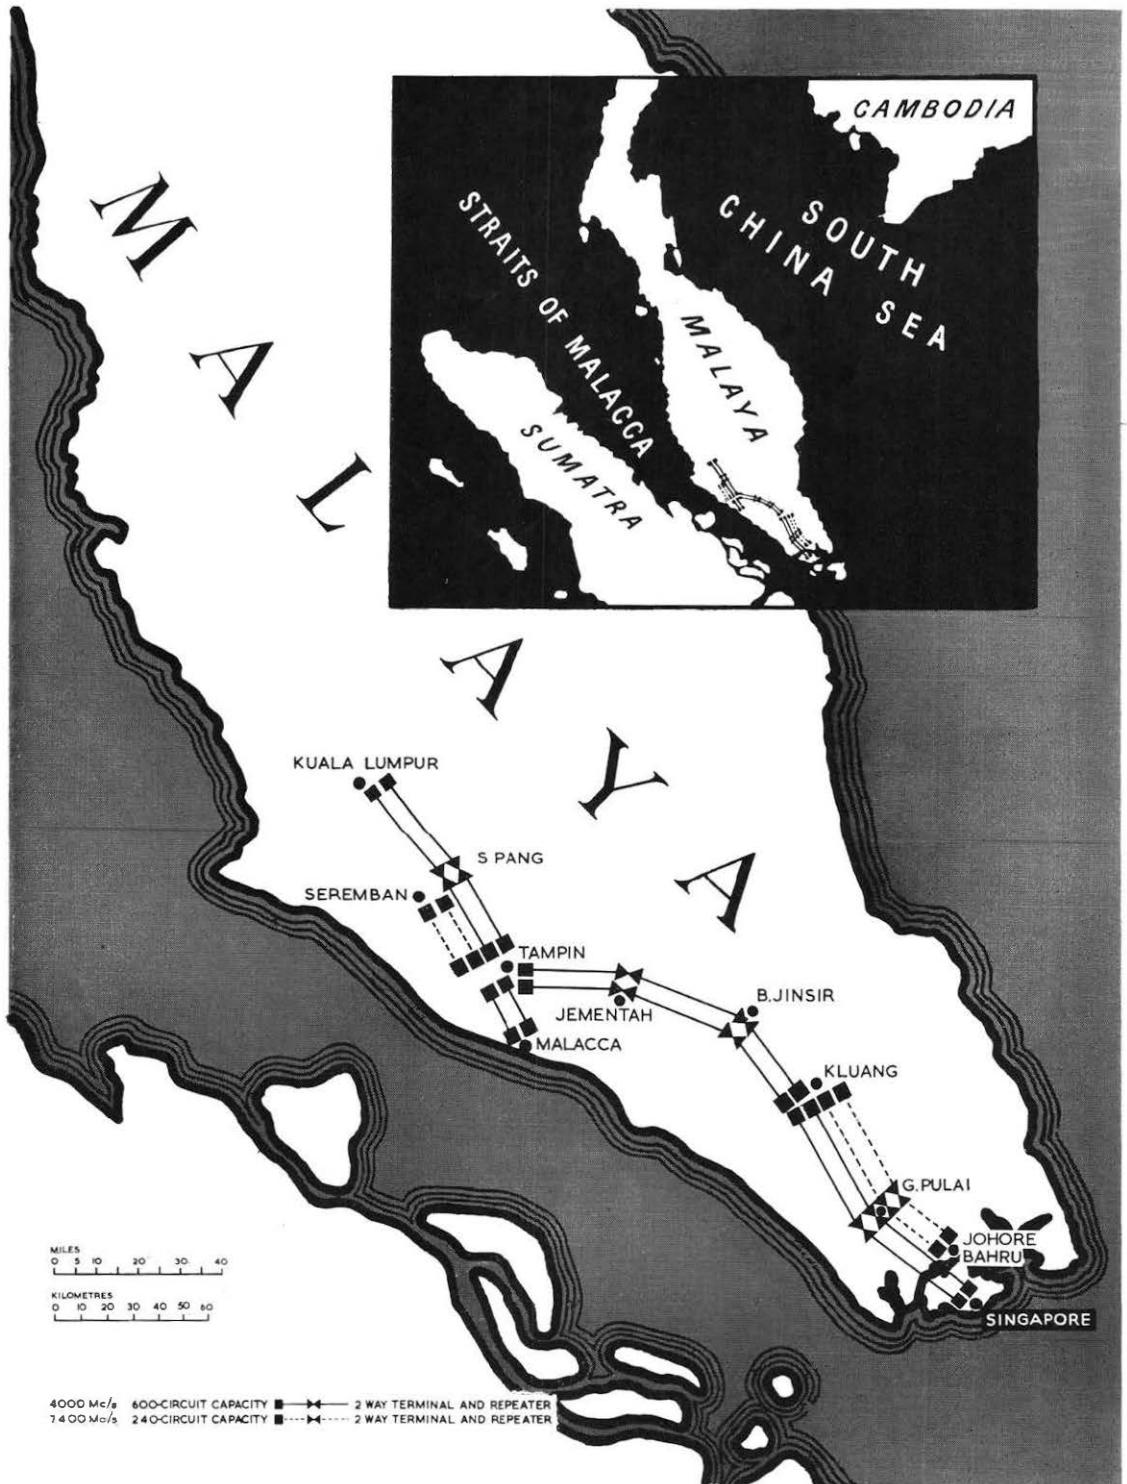 MALAYA
CAMBODIA
SOUTH
CHINA SEA
STRAITS OF MALACCA
MALAYA
SUMATRA
KUALA LUMPUR
S PANG
SEREMBAN
TAMPIN
B.JINSIR
JEMENTAH
MALACCA
KLUANG
G.PULAI
JOHORE
BAHRU
SINGAPORE
MILES
0 5 10 20 30 40
KILOMETRES
0 10 20 30 40 50 60
4000 Mc/s 600-CIRCUIT CAPACITY 2 WAY TERMINAL AND REPEATER
7400 Mc/s 240-CIRCUIT CAPACITY 2 WAY TERMINAL AND REPEATER